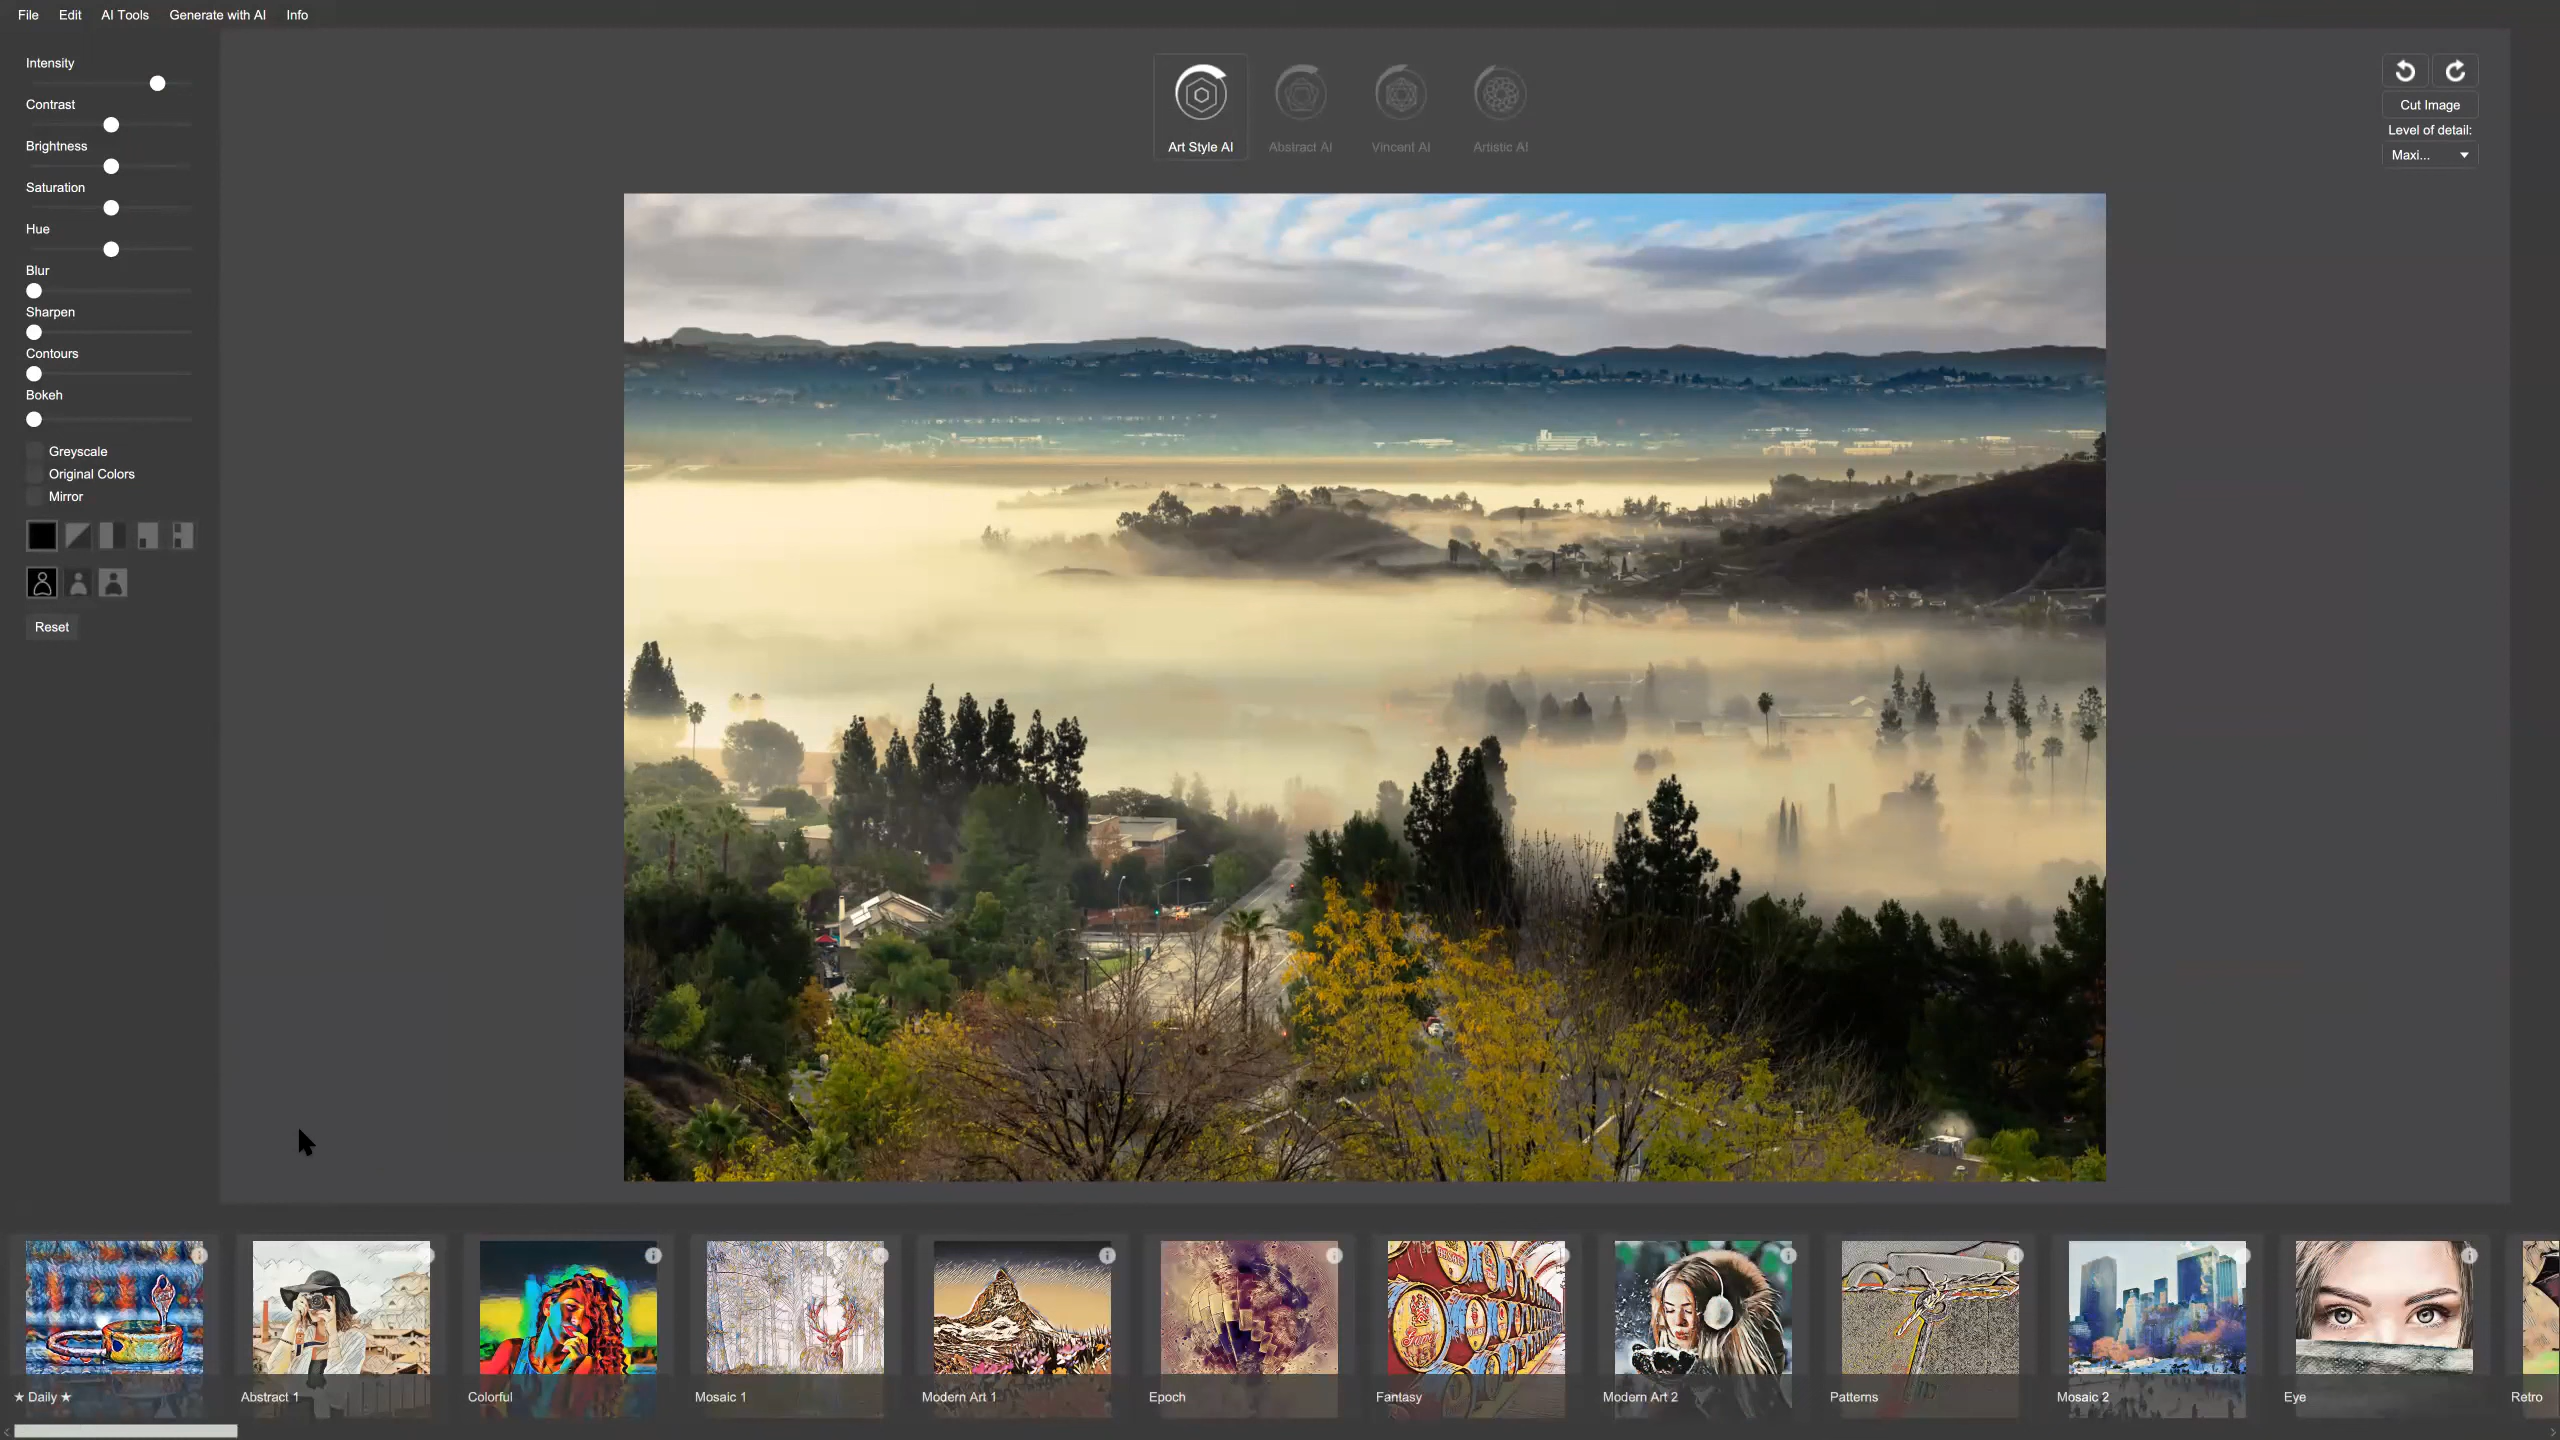 File Edit AI Tools Generate with AI Info
Intensity
Contrast
Brightness
Saturation
Hue
Blur
Sharpen
Contours
Bokeh
Greyscale
Original Colors
Mirror
Reset
Art Style AI Abstract AI Vincent AI Artistic AI
Cut Image
Level of detail:
Maxi...
★ Daily ★ Abstract 1 Colorful Mosaic 1 Modern Art 1 Epoch Fantasy Modern Art 2 Patterns Mosaic 2 Eye Retro